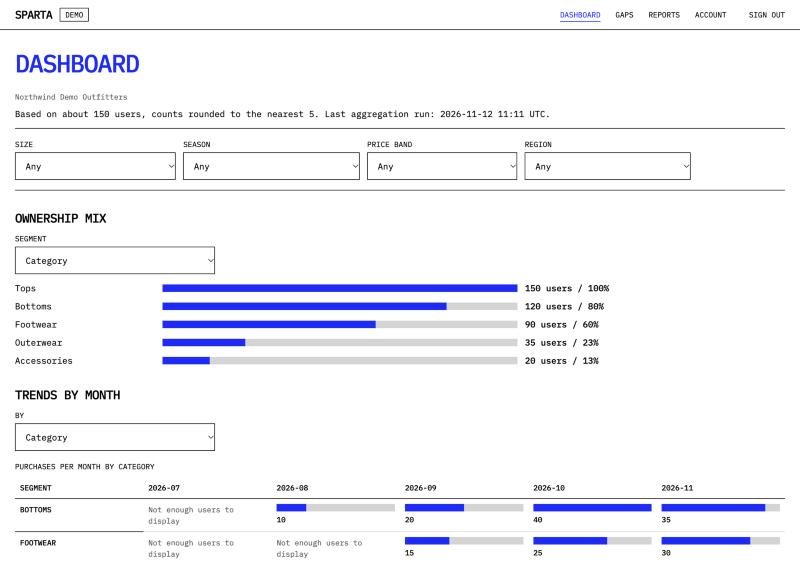 SPARTA DEMO DASHBOARD GAPS REPORTS ACCOUNT SIGN OUT
DASHBOARD
Northwind Demo Outfitters
Based on about 150 users, counts rounded to the nearest 5. Last aggregation run: 2026-11-12 11:11 UTC.
SIZE SEASON PRICE BAND REGION
Any Any Any Any
OWNERSHIP MIX
SEGMENT
Category
Tops 150 users / 100%
Bottoms 120 users / 80%
Footwear 90 users / 60%
Outerwear 35 users / 23%
Accessories 20 users / 13%
TRENDS BY MONTH
BY
Category
PURCHASES PER MONTH BY CATEGORY
SEGMENT 2026-07 2026-08 2026-09 2026-10 2026-11
BOTTOMS Not enough users to display 10 20 40 35
FOOTWEAR Not enough users to display Not enough users to display 15 25 30